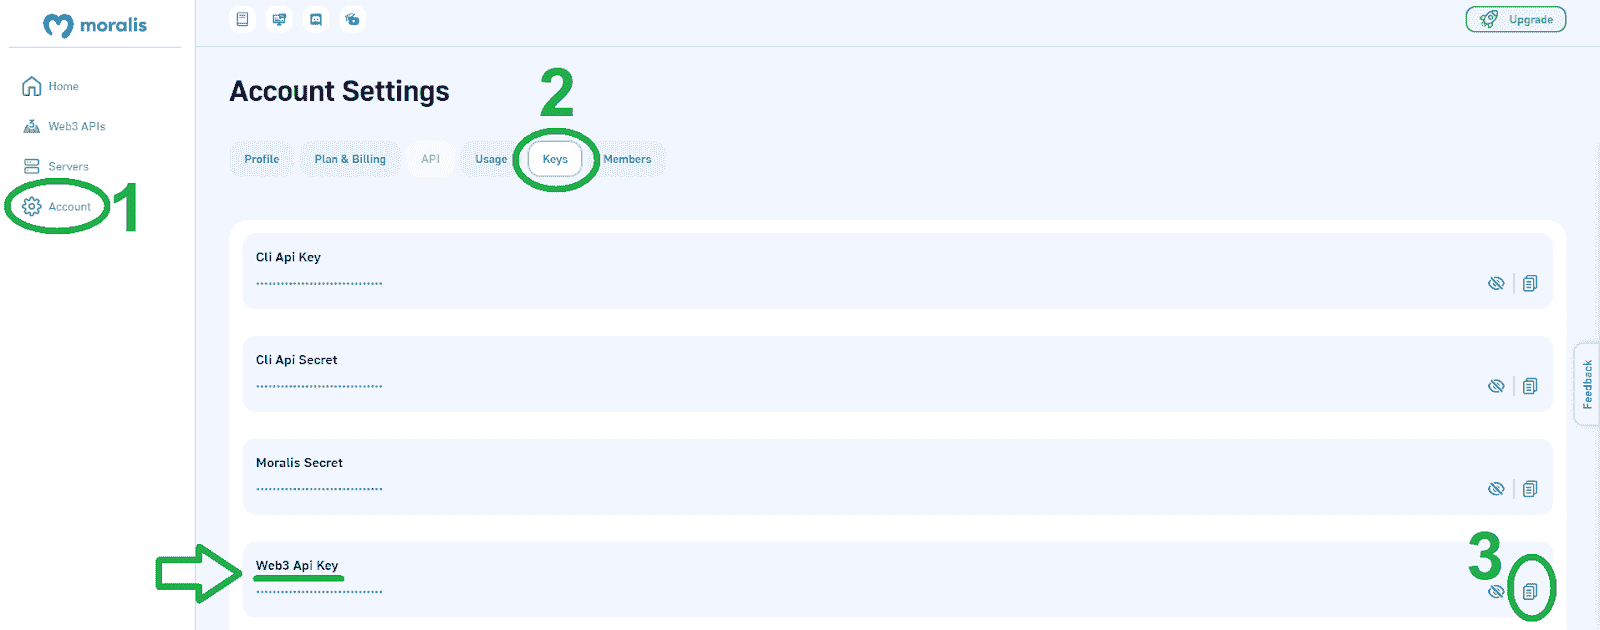 moralis
Upgrade
Home
Web3 APIs
Servers
Account
1
Account Settings
2
Profile
Plan & Billing
API
Usage
Keys
Members
Cli Api Key
Cli Api Secret
Moralis Secret
Web3 Api Key
3
Feedback